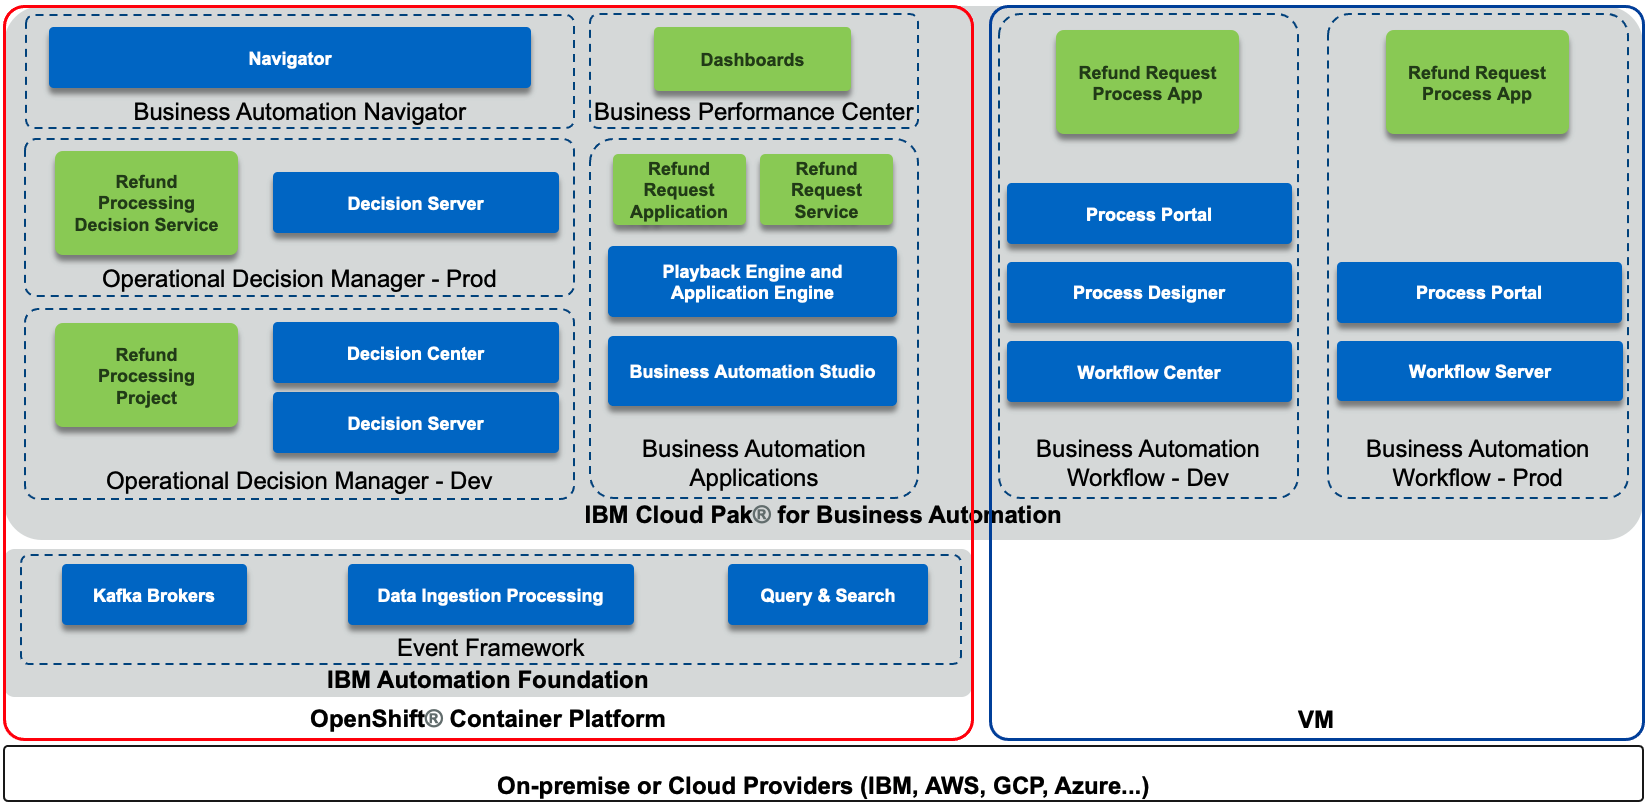 Navigator
Business Automation Navigator
Dashboards
Business Performance Center
Refund
Processing
Decision Service
Decision Server
Operational Decision Manager - Prod
Refund
Processing
Project
Decision Center
Decision Server
Operational Decision Manager - Dev
Refund
Request
Application
Refund
Request
Service
Playback Engine and
Application Engine
Business Automation Studio
Business Automation
Applications
Refund Request
Process App
Process Portal
Process Designer
Workflow Center
Business Automation
Workflow - Dev
Refund Request
Process App
Process Portal
Workflow Server
Business Automation
Workflow - Prod
IBM Cloud Pak® for Business Automation
Kafka Brokers
Data Ingestion Processing
Query & Search
Event Framework
IBM Automation Foundation
OpenShift® Container Platform
VM
On-premise or Cloud Providers (IBM, AWS, GCP, Azure...)